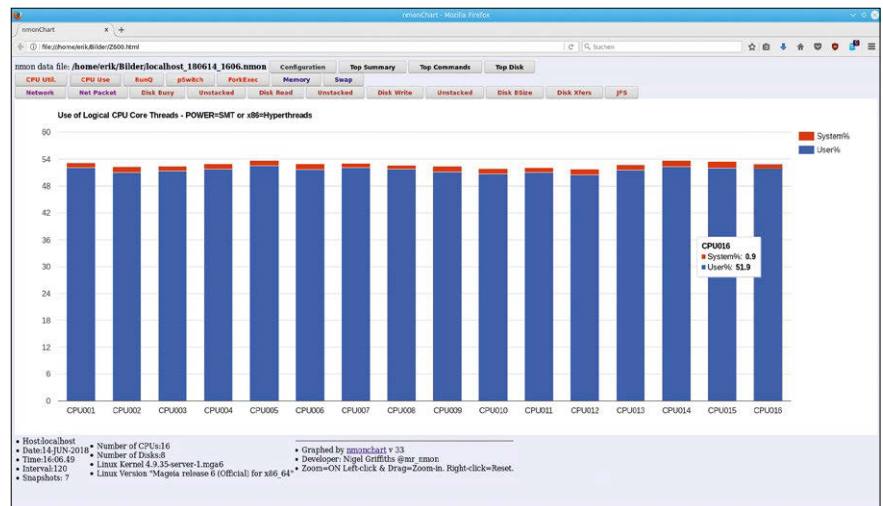 nmonChart - Mozilla Firefox
nmonChart x +
file:///home/erik/Bilder/Z600.html Suchen
nmon data file: /home/erik/Bilder/localhost_180614_1606.nmon Configuration Top Summary Top Commands Top Disk
CPU Util. CPU Use RunQ pSwitch ForkExec Memory Swap
Network Net Packet Disk Busy Unstacked Disk Read Unstacked Disk Write Unstacked Disk BSize Disk Xfers JFS
Use of Logical CPU Core Threads - POWER=SMT or x86=Hyperthreads
60
54
48
42
36
30
24
18
12
6
0
System%
User%
CPU016
System%: 0.9
User%: 51.9
CPU001 CPU002 CPU003 CPU004 CPU005 CPU006 CPU007 CPU008 CPU009 CPU010 CPU011 CPU012 CPU013 CPU014 CPU015 CPU016
• Host:localhost
• Date:14-JUN-2018
• Time:16:06.49
• Interval:120
• Snapshots: 7
• Number of CPUs:16
• Number of Disks:8
• Linux Kernel 4.9.35-server-1.mga6
• Linux Version "Mageia release 6 (Official) for x86_64"
• Graphed by nmonchart v 33
• Developer: Nigel Griffiths @mr_nmon
• Zoom=ON Left-click & Drag=Zoom-in. Right-click=Reset.